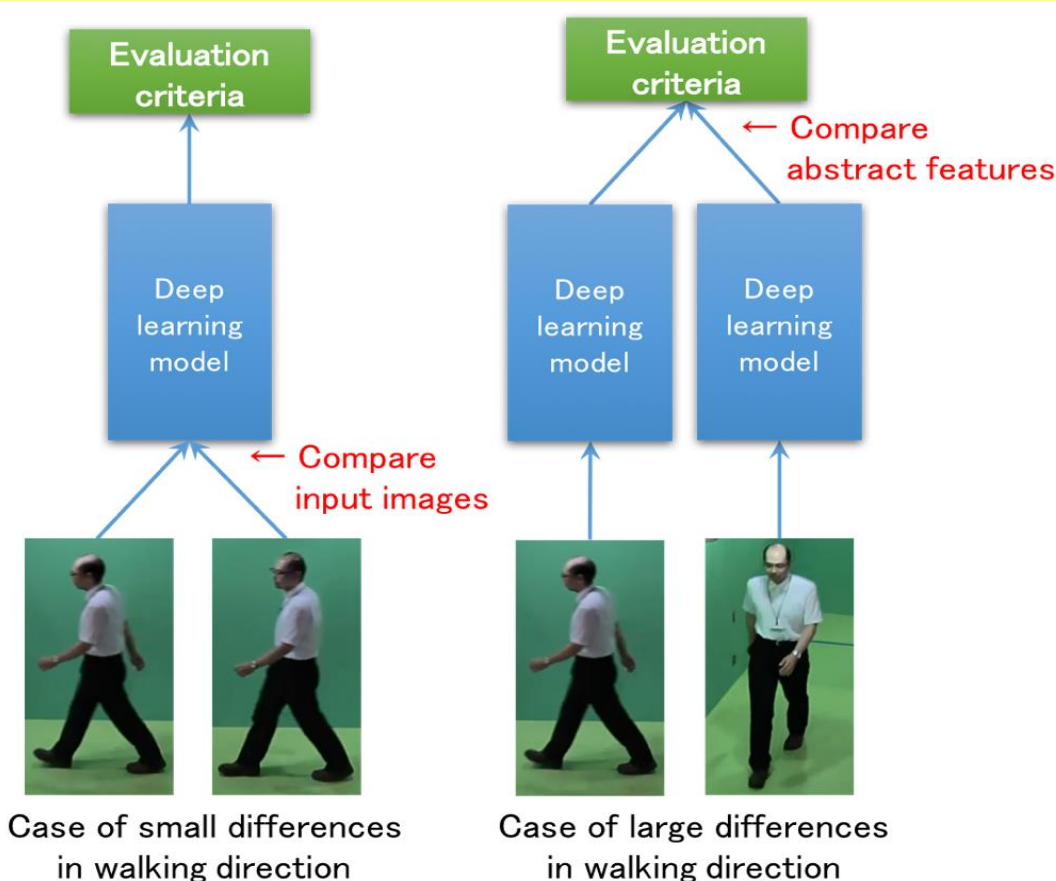 Evaluation
criteria
Deep
learning
model
← Compare
input images
Case of small differences
in walking direction
Evaluation
criteria
← Compare
abstract features
Deep
learning
model
Deep
learning
model
Case of large differences
in walking direction